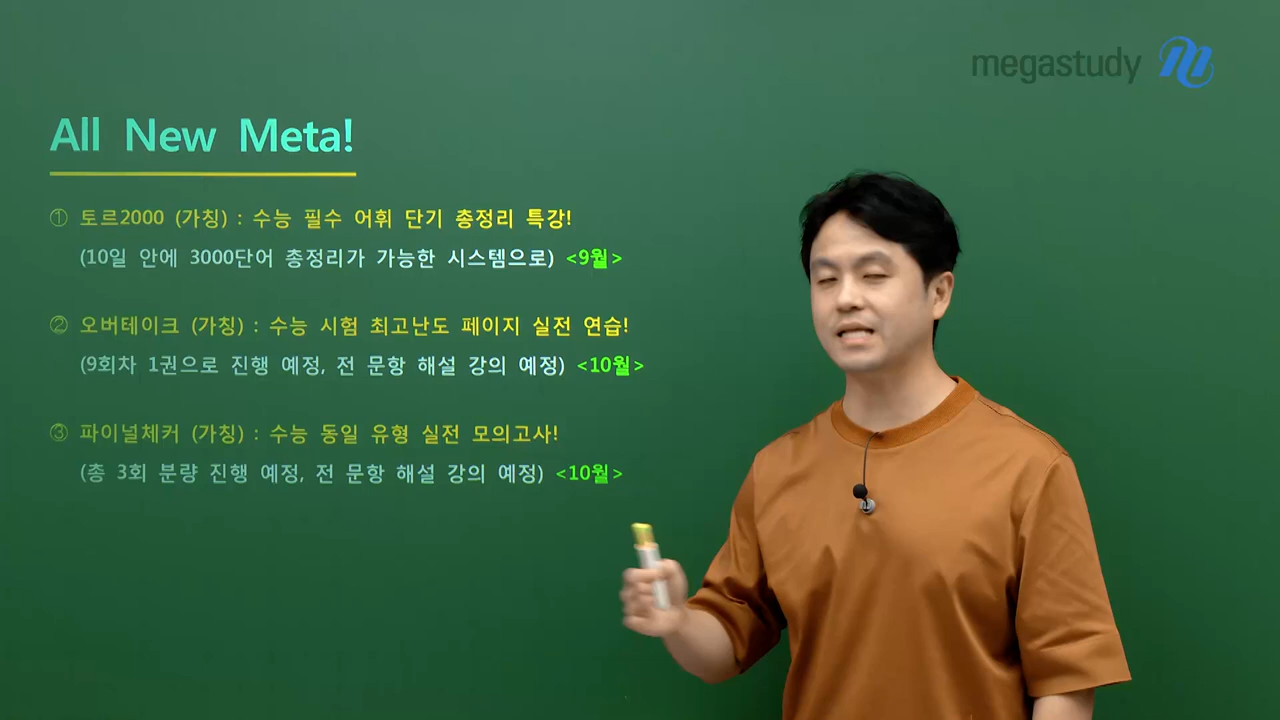 megastudy
All New Meta!
① 토르2000 (가칭) : 수능 필수 어휘 단기 총정리 특강!
(10일 안에 3000단어 총정리가 가능한 시스템으로) <9월>
② 오버테이크 (가칭) : 수능 시험 최고난도 페이지 실전 연습!
(9회차 1권으로 진행 예정, 전 문항 해설 강의 예정) <10월>
③ 파이널체커 (가칭) : 수능 동일 유형 실전 모의고사!
(총 3회 분량 진행 예정, 전 문항 해설 강의 예정) <10월>